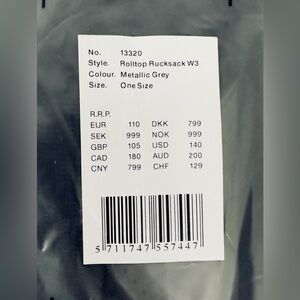 No. 13320
Style. Rolltop Rucksack W3
Colour. Metallic Grey
Size. One Size
R.R.P.
EUR 110 DKK 799
SEK 999 NOK 999
GBP 105 USD 140
CAD 180 AUD 200
CNY 799 CHF 129
5 711747 557447